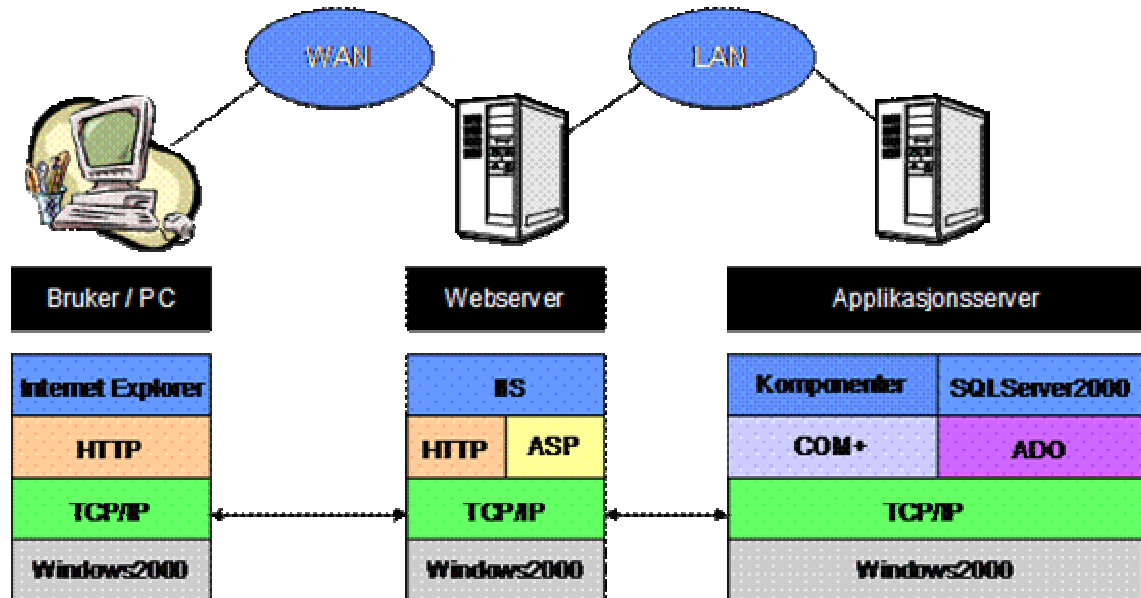 WAN
LAN
Bruker / PC
Webserver
Applikasjonsserver
Internet Explorer
IIS
Komponenter
SQLServer2000
HTTP
HTTP
ASP
COM+
ADO
TCP/IP
TCP/IP
TCP/IP
Windows2000
Windows2000
Windows2000